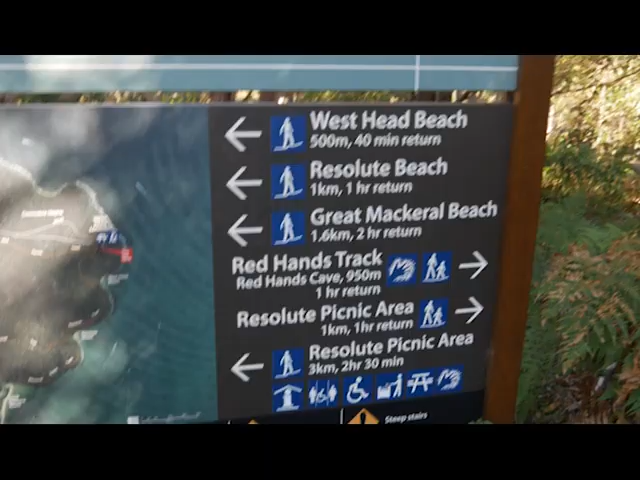 West Head Beach
500m, 40 min return
Resolute Beach
1km, 1 hr return
Great Mackeral Beach
1.6km, 2 hr return
Red Hands Track
Red Hands Cave, 950m
1 hr return
Resolute Picnic Area
1km, 1hr return
Resolute Picnic Area
3km, 2hr 30 min
Steep stairs